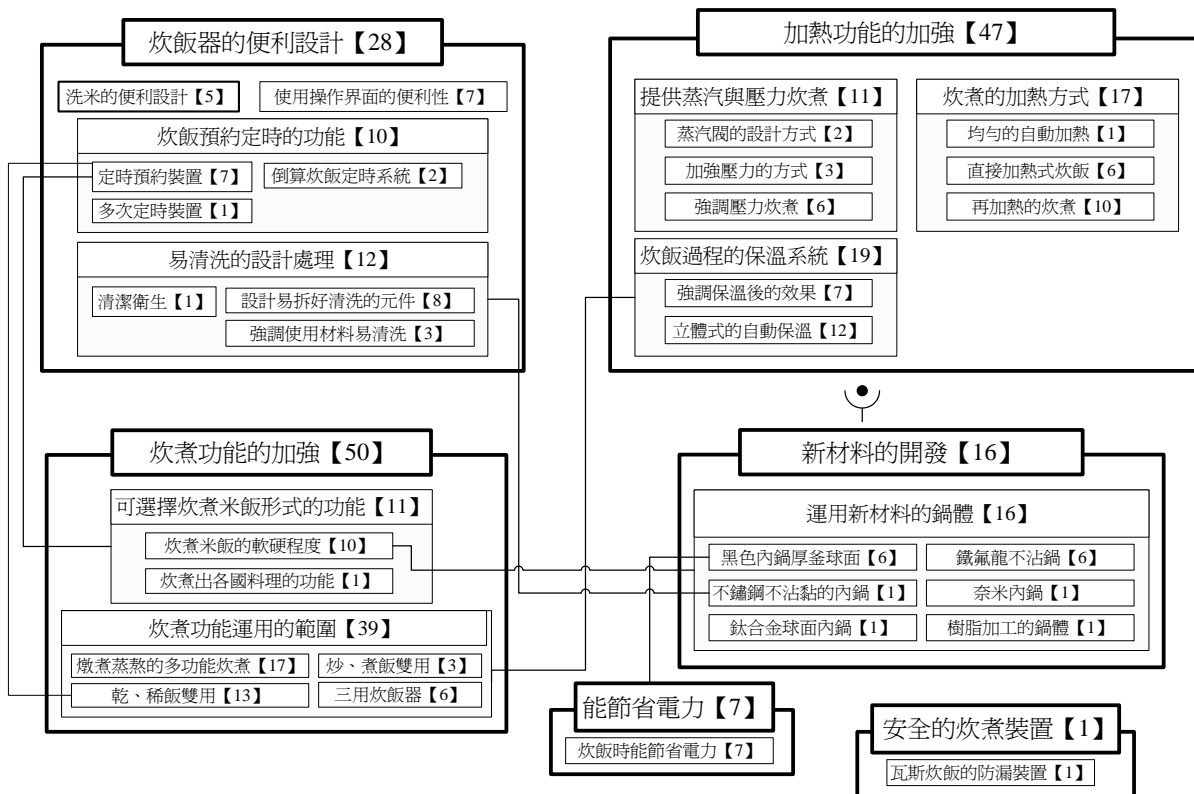 炊飯器的便利設計【28】
洗米的便利設計【5】
使用操作界面的便利性【7】
炊飯預約定時的功能【10】
定時預約裝置【7】
倒算炊飯定時系統【2】
多次定時裝置【1】
易清洗的設計處理【12】
清潔衛生【1】
設計易拆好清洗的元件【8】
強調使用材料易清洗【3】
加熱功能的加強【47】
提供蒸汽與壓力炊煮【11】
蒸汽閥的設計方式【2】
加強壓力的方式【3】
強調壓力炊煮【6】
炊煮的加熱方式【17】
均勻的自動加熱【1】
直接加熱式炊飯【6】
再加熱的炊煮【10】
炊飯過程的保溫系統【19】
強調保溫後的效果【7】
立體式的自動保溫【12】
炊煮功能的加強【50】
可選擇炊煮米飯形式的功能【11】
炊煮米飯的軟硬程度【10】
炊煮出各國料理的功能【1】
炊煮功能運用的範圍【39】
燉煮蒸熬的多功能炊煮【17】
炒、煮飯雙用【3】
乾、稀飯雙用【13】
三用炊飯器【6】
新材料的開發【16】
運用新材料的鍋體【16】
黑色內鍋厚釜球面【6】
鐵氟龍不沾鍋【6】
不鏽鋼不沾黏的內鍋【1】
奈米內鍋【1】
鈦合金球面內鍋【1】
樹脂加工的鍋體【1】
能節省電力【7】
炊飯時能節省電力【7】
安全的炊煮裝置【1】
瓦斯炊飯的防漏裝置【1】